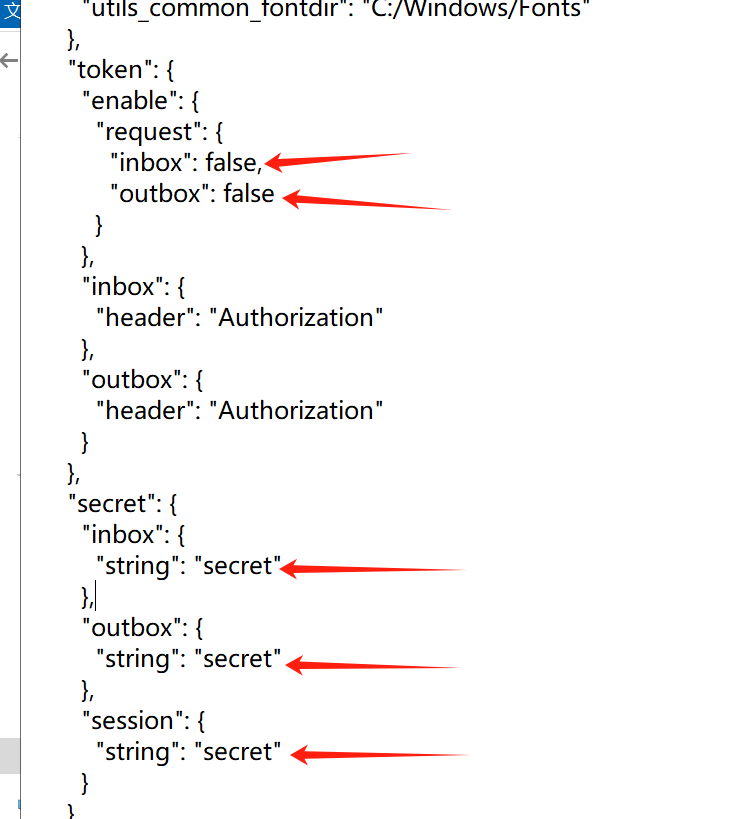 文
"utils_common_fontdir": "C:/Windows/Fonts"
},
"token": {
"enable": {
"request": {
"inbox": false,
"outbox": false
}
},
"inbox": {
"header": "Authorization"
},
"outbox": {
"header": "Authorization"
}
},
"secret": {
"inbox": {
"string": "secret"
},
"outbox": {
"string": "secret"
},
"session": {
"string": "secret"
}
}